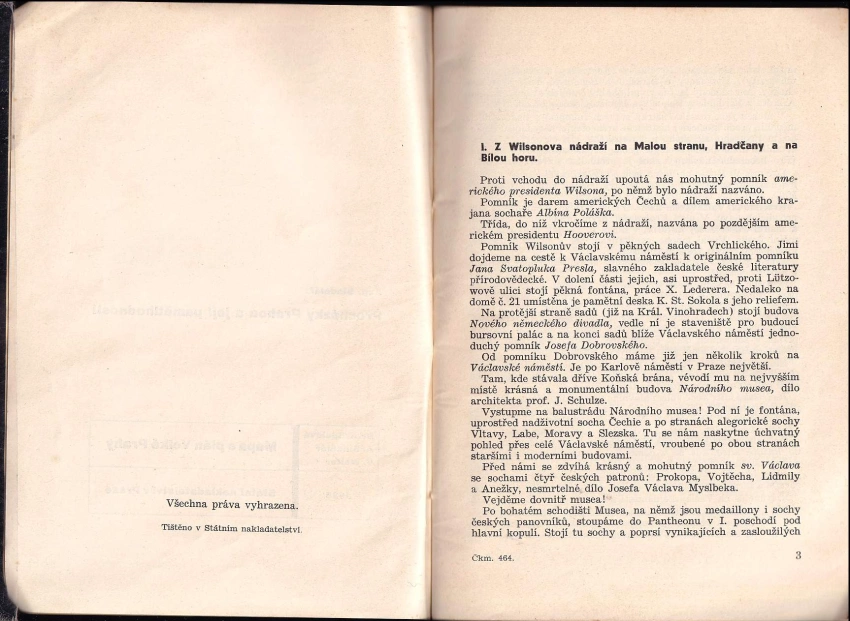 Všechna práva vyhrazena.
Tištěno v Státním nakladatelství.
I. Z Wilsonova nádraží na Malou stranu, Hradčany a na
Bílou horu.
Proti vchodu do nádraží upoutá nás mohutný pomník ame-
rického presidenta Wilsona, po němž bylo nádraží nazváno.
Pomník je darem amerických Čechů a dílem amerického kra-
jana sochaře Albína Poláška.
Třída, do níž vkročíme z nádraží, nazvána po pozdějším ame-
rickém presidentu Hooverovi.
Pomník Wilsonův stojí v pěkných sadech Vrchlického. Jimi
dojdeme na cestě k Václavskému náměstí k originálním pomníku
Jana Svatopluka Presla, slavného zakladatele české literatury
přírodovědecké. V dolení části jejich, asi uprostřed, proti Lützo-
wově ulici stojí pěkná fontána, práce X. Lederera. Nedaleko na
domě č. 21 umístěna je pamětní deska K. St. Sokola s jeho reliefem.
Na protější straně sadů (již na Král. Vinohradech) stojí budova
Nového německého divadla, vedle ní je staveniště pro budoucí
bursovní palác a na konci sadů blíže Václavského náměstí jedno-
duchý pomník Josefa Dobrovského.
Od pomníku Dobrovského máme již jen několik kroků na
Václavské náměstí. Je po Karlově náměstí v Praze největší.
Tam, kde stávala dříve Koňská brána, vévodí mu na nejvyšším
místě krásná a monumentální budova Národního musea, dílo
architekta prof. J. Schulze.
Vystupme na balustrádu Národního musea! Pod ní je fontána,
uprostřed nadživotní socha Čechie a po stranách alegorické sochy
Vltavy, Labe, Moravy a Slezska. Tu se nám naskytne úchvatný
pohled přes celé Václavské náměstí, vroubené po obou stranách
staršími i moderními budovami.
Před námi se zdvíhá krásný a mohutný pomník sv. Václava
se sochami čtyř českých patronů: Prokopa, Vojtěcha, Lidmily
a Anežky, nesmrtelné dílo Josefa Václava Myslbeka.
Vejděme dovnitř musea!
Po bohatém schodišti Musea, na němž jsou medaillony i sochy
českých panovníků, stoupáme do Pantheonu v I. poschodí pod
hlavní kopulí. Stojí tu sochy a poprsí vynikajících a zasloužilých
Čkm. 464.
3